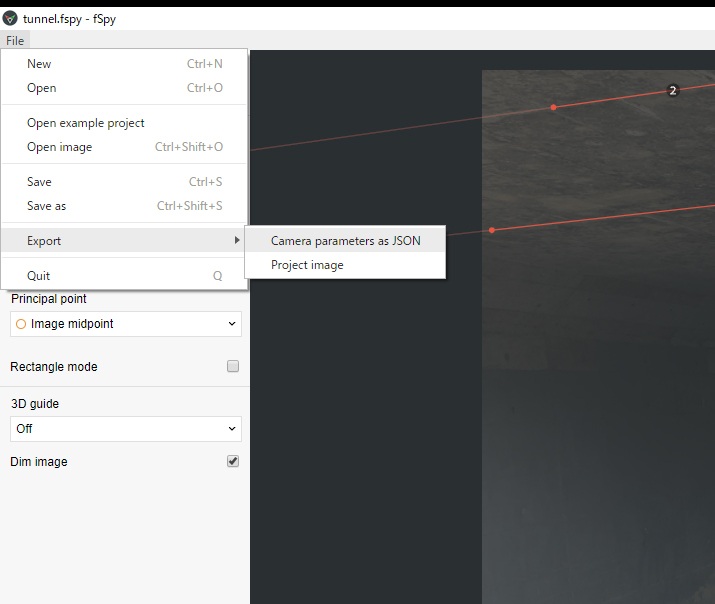 tunnel.fspy - fSpy
File
New Ctrl+N
Open Ctrl+O
Open example project
Open image Ctrl+Shift+O
Save Ctrl+S
Save as Ctrl+Shift+S
Export
Quit Q
Camera parameters as JSON
Project image
2
Principal point
Image midpoint
Rectangle mode
3D guide
Off
Dim image